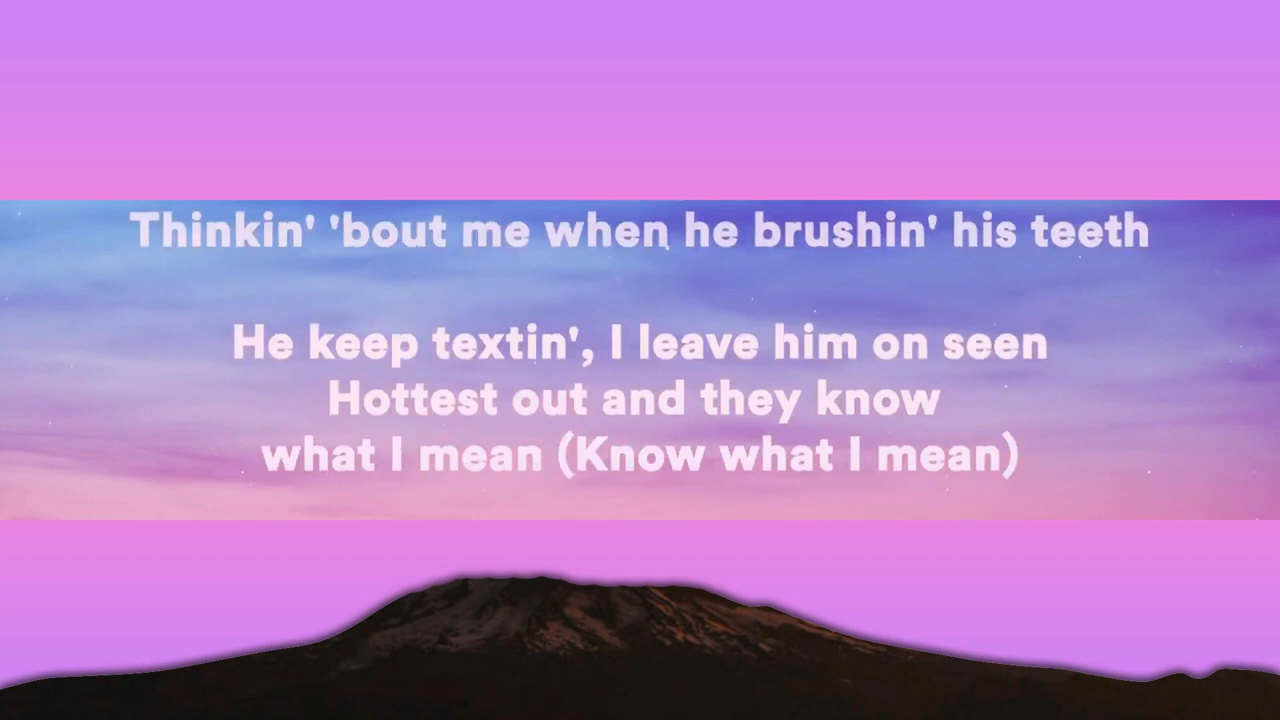 Thinkin' 'bout me when he brushin' his teeth
He keep textin', I leave him on seen
Hottest out and they know
what I mean (Know what I mean)